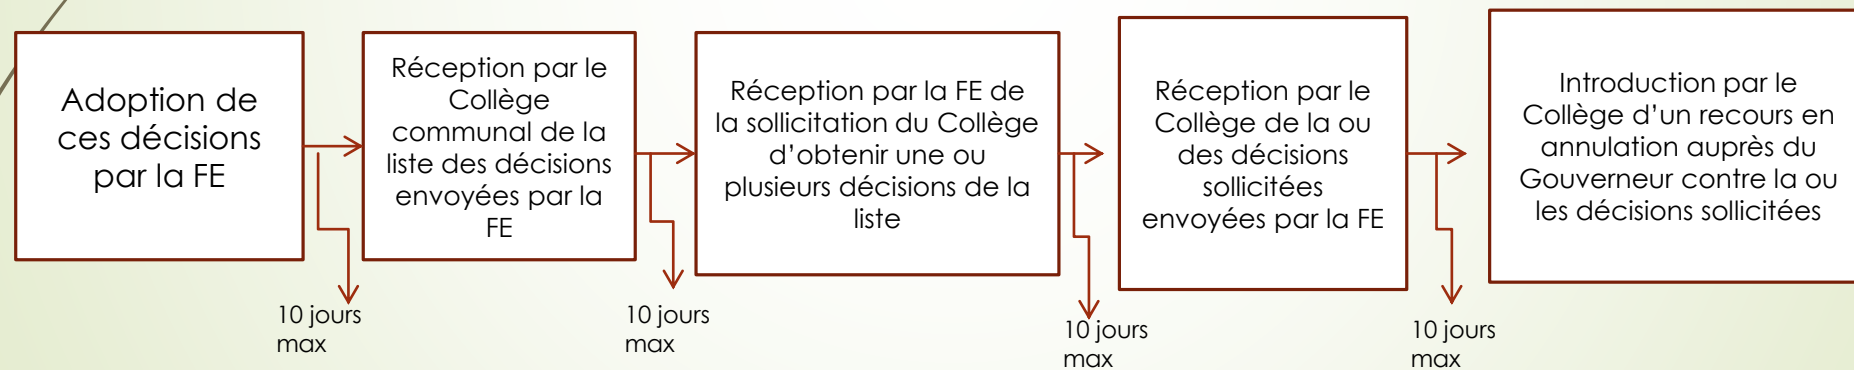 Adoption de
ces décisions
par la FE
Réception par le
Collège
communal de la
liste des décisions
envoyées par la
FE
Réception par la FE de
la sollicitation du Collège
d’obtenir une ou
plusieurs décisions de la
liste
Réception par le
Collège de la ou
des décisions
sollicitées
envoyées par la FE
Introduction par le
Collège d’un recours en
annulation auprès du
Gouverneur contre la ou
les décisions sollicitées
10 jours
max
10 jours
max
10 jours
max
10 jours
max